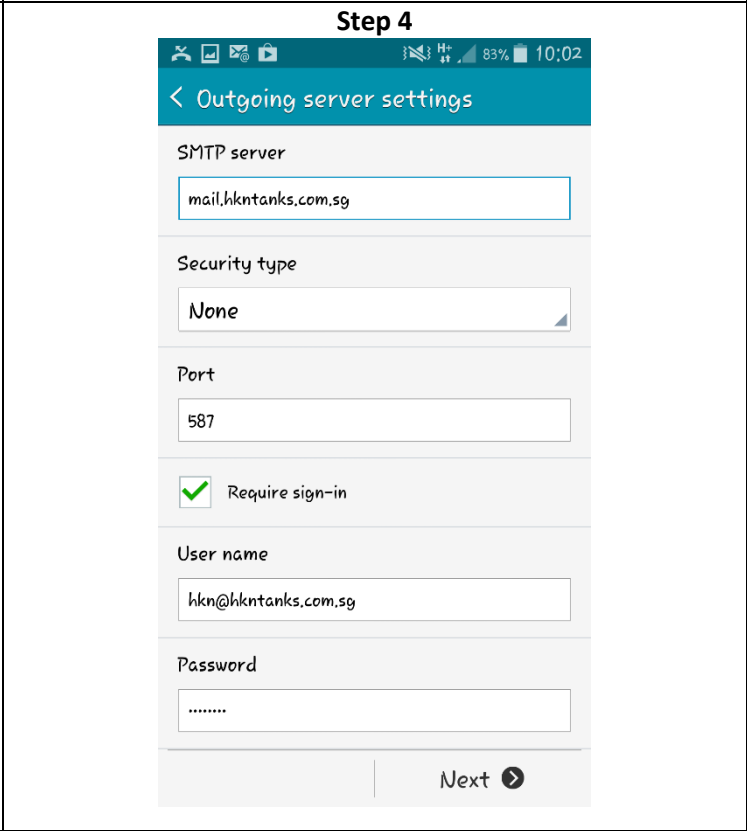 Step 4
H+ 83% 10:02
< Outgoing server settings
SMTP server
mail.hkntanks.com.sg
Security type
None
Port
587
Require sign-in
User name
hkn@hkntanks.com.sg
Password
........
Next